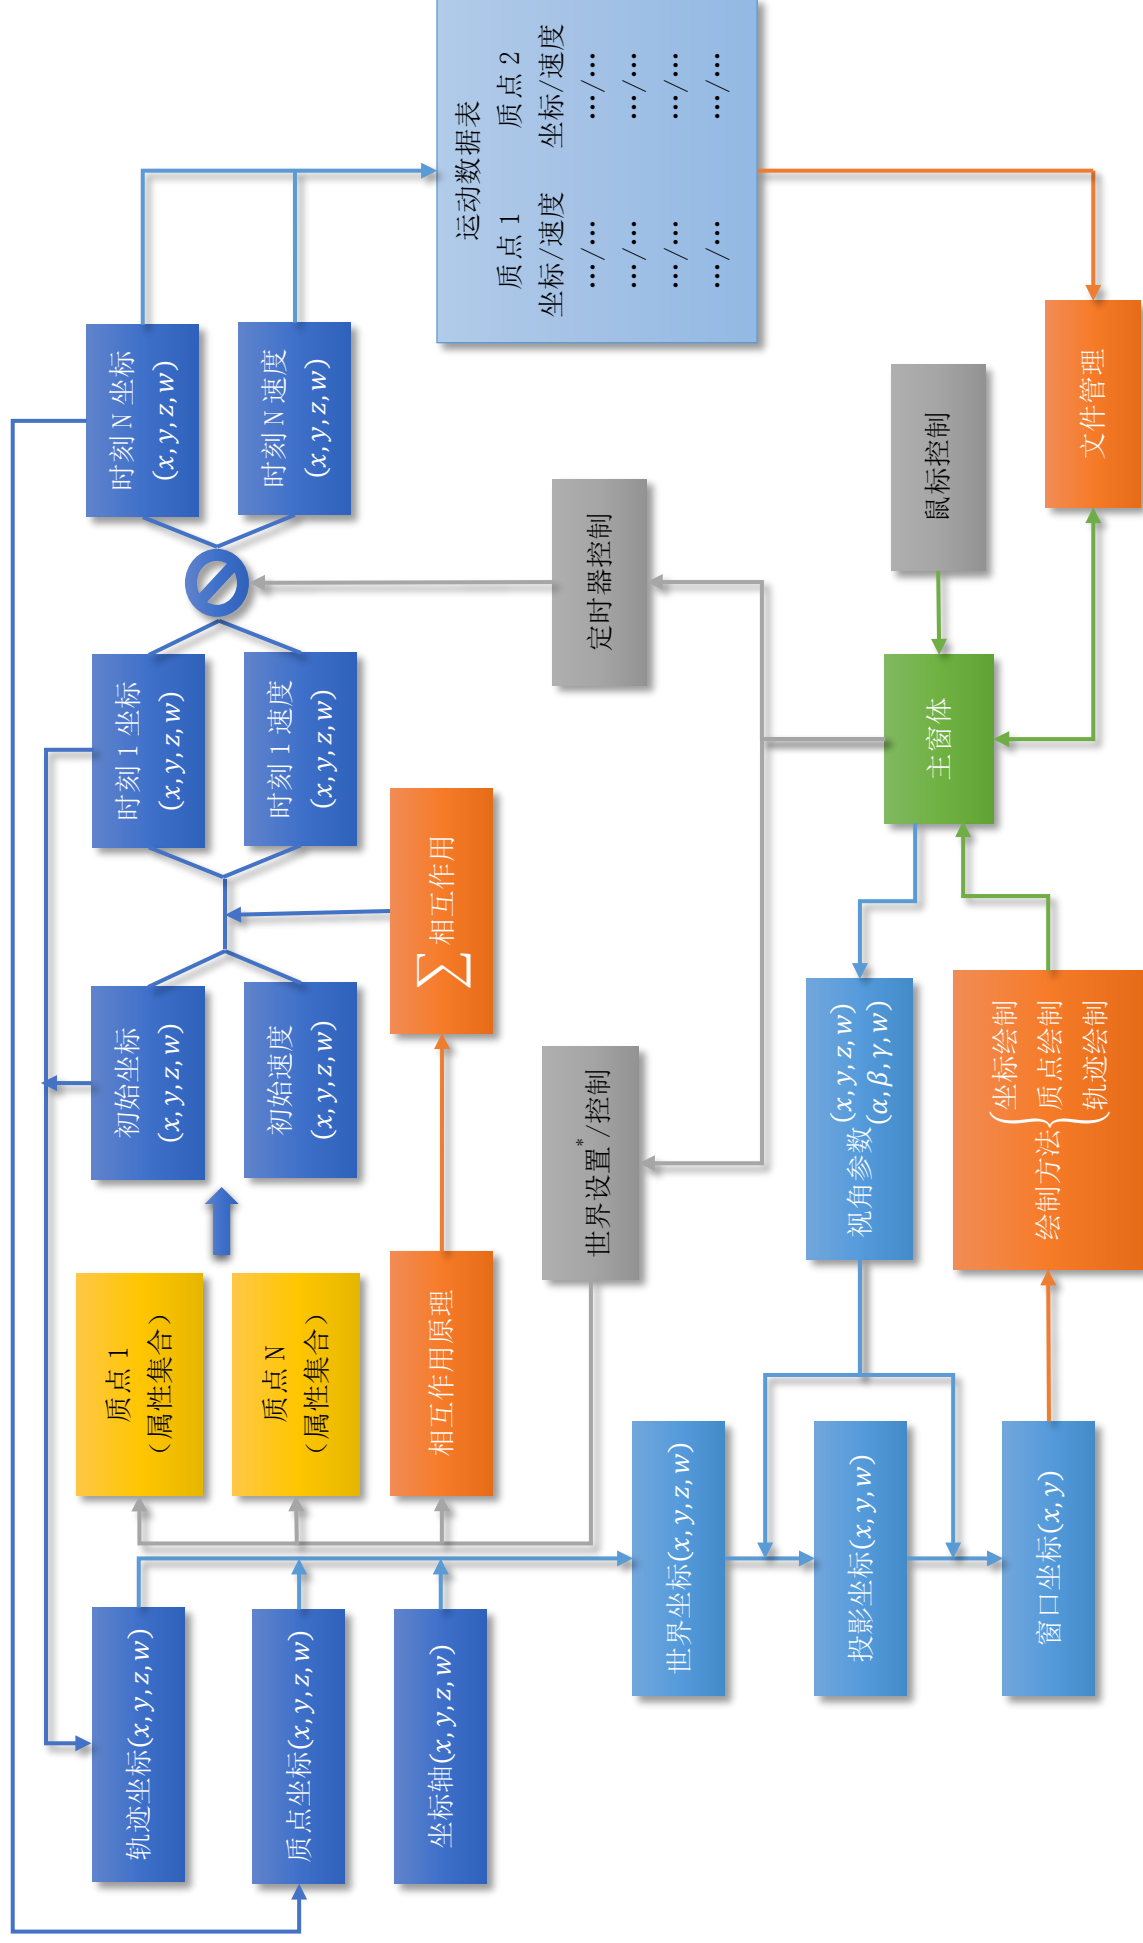 轨迹坐标(x,y,z,w)
质点坐标(x,y,z,w)
坐标轴(x,y,z,w)
质点 1
（属性集合）
质点 N
（属性集合）
相互作用原理
初始坐标
(x,y,z,w)
初始速度
(x,y,z,w)
∑相互作用
时刻 1 坐标
(x,y,z,w)
时刻 1 速度
(x,y,z,w)
时刻 N 坐标
(x,y,z,w)
时刻 N 速度
(x,y,z,w)
运动数据表
质点 1 质点 2
坐标/速度 坐标/速度
…/… …/…
…/… …/…
…/… …/…
…/… …/…
世界设置*/控制
定时器控制
世界坐标(x,y,z,w)
投影坐标(x,y,w)
窗口坐标(x,y)
视角参数(x,y,z,w)
(α,β,γ,w)
绘制方法{坐标绘制
质点绘制
轨迹绘制
主窗体
鼠标控制
文件管理